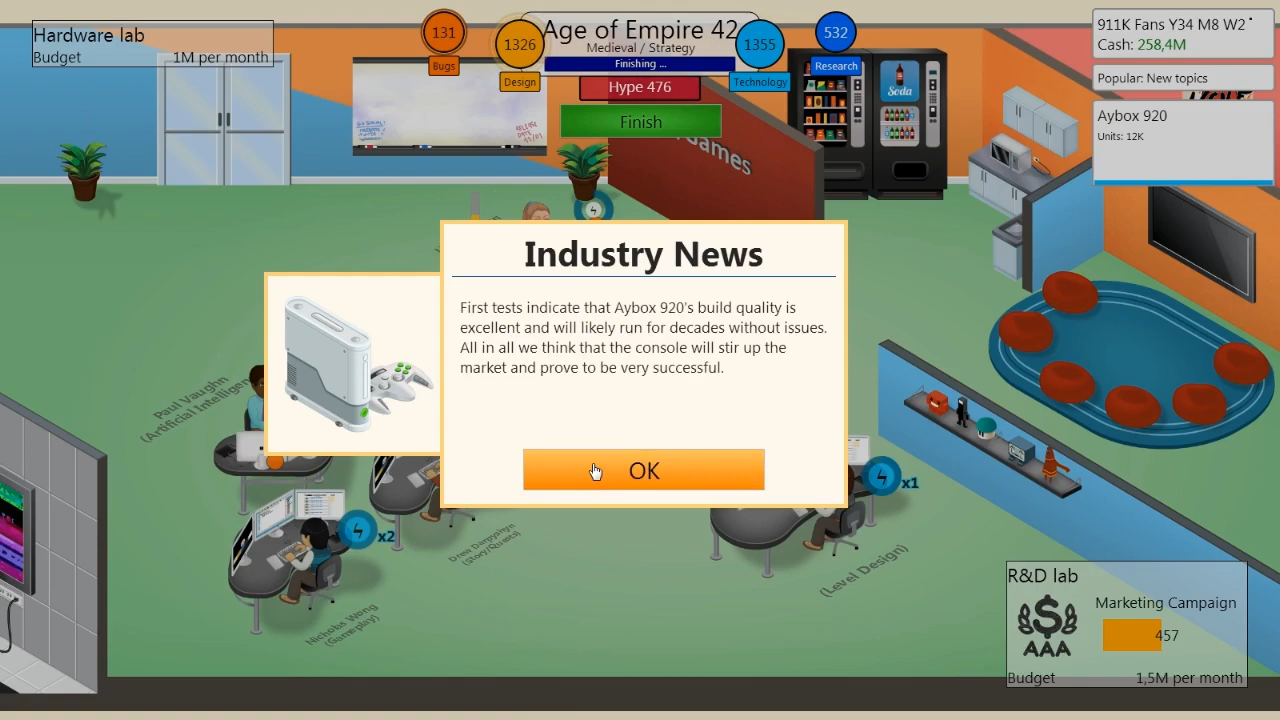 Hardware lab
Budget 1M per month
131
Bugs
1326
Design
Age of Empire 42
Medieval / Strategy
Finishing ...
Hype 476
Finish
1355
Technology
532
Research
911K Fans Y34 M8 W2
Cash: 258,4M
Popular: New topics
Aybox 920
Units: 12K
Soda
Games
Industry News
First tests indicate that Aybox 920's build quality is
excellent and will likely run for decades without issues.
All in all we think that the console will stir up the
market and prove to be very successful.
OK
Paul Vaughn
(Artificial Intelligen
x2
x1
Nicholas Wong
(Gameplay)
(Story/Quests)
(Level Design)
R&D lab
AAA
Marketing Campaign
457
Budget 1,5M per month